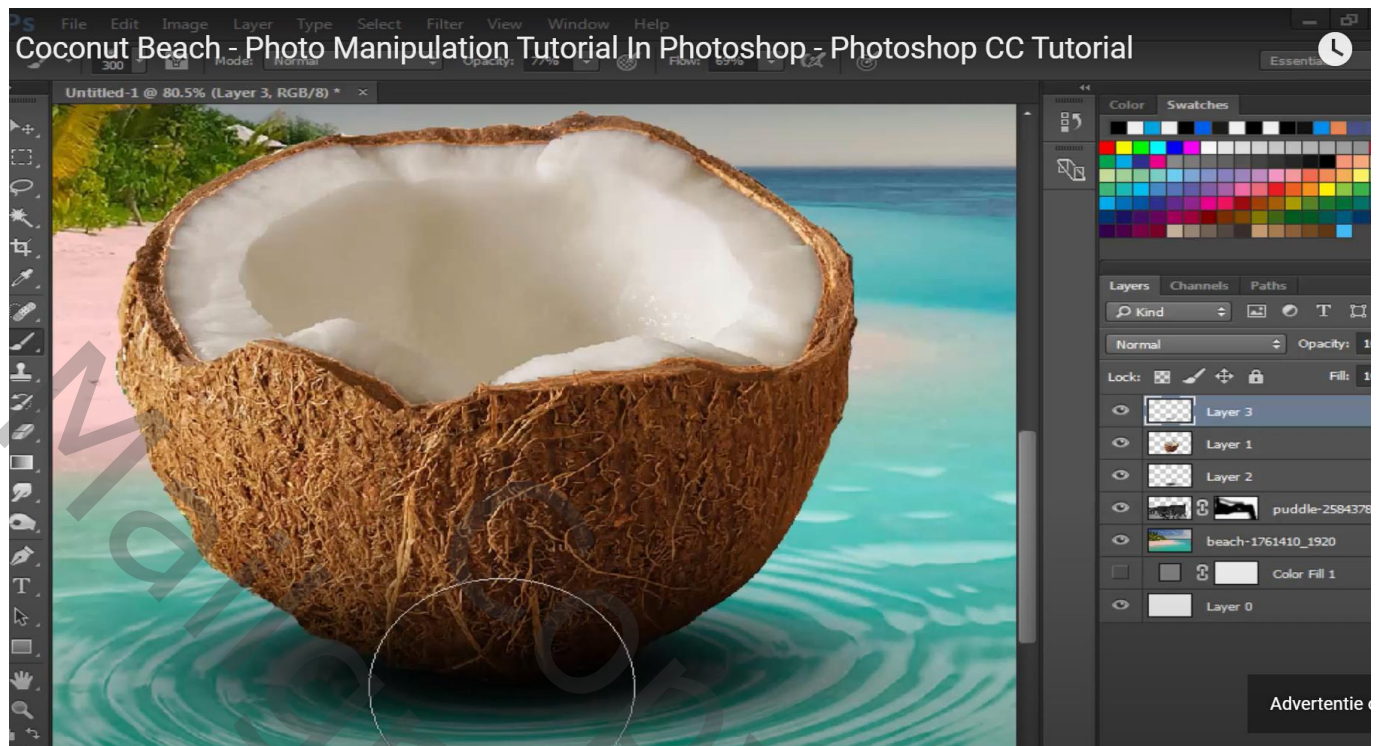 Ps File Edit Image Layer Type Select Filter View Window Help
Coconut Beach - Photo Manipulation Tutorial In Photoshop - Photoshop CC Tutorial
300 Mode: Normal Opacity: 77% Flow: 69%
Untitled-1 @ 80.5% (Layer 3, RGB/8) * ×
Color Swatches
Layers Channels Paths
Kind
Normal Opacity:
Lock: Fill:
Layer 3
Layer 1
Layer 2
puddle-2584378
beach-1761410_1920
Color Fill 1
Layer 0
Advertentie